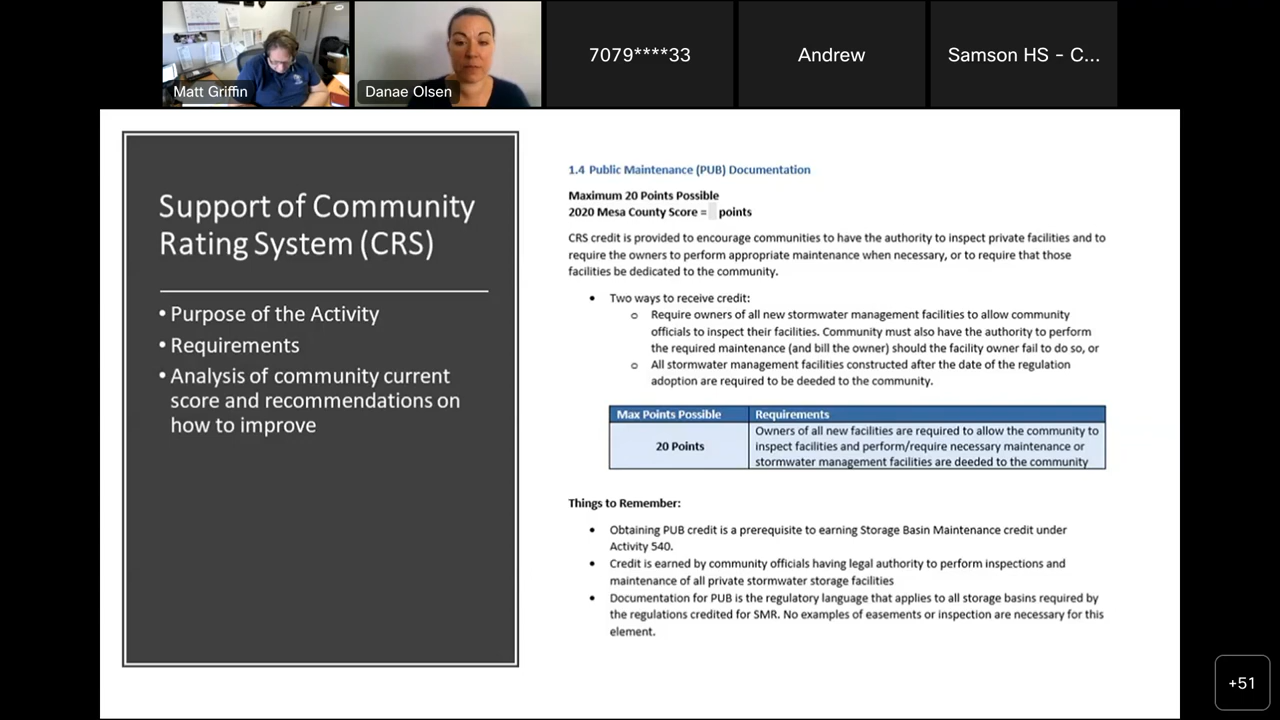 Matt Griffin
Danae Olsen
7079****33
Andrew
Samson HS - C...
Support of Community
Rating System (CRS)
• Purpose of the Activity
• Requirements
• Analysis of community current
score and recommendations on
how to improve
1.4 Public Maintenance (PUB) Documentation
Maximum 20 Points Possible
2020 Mesa County Score = points
CRS credit is provided to encourage communities to have the authority to inspect private facilities and to
require the owners to perform appropriate maintenance when necessary, or to require that those
facilities be dedicated to the community.
• Two ways to receive credit:
o Require owners of all new stormwater management facilities to allow community
officials to inspect their facilities. Community must also have the authority to perform
the required maintenance (and bill the owner) should the facility owner fail to do so, or
o All stormwater management facilities constructed after the date of the regulation
adoption are required to be deeded to the community.
Max Points Possible
Requirements
20 Points
Owners of all new facilities are required to allow the community to
inspect facilities and perform/require necessary maintenance or
stormwater management facilities are deeded to the community
Things to Remember:
• Obtaining PUB credit is a prerequisite to earning Storage Basin Maintenance credit under
Activity 540.
• Credit is earned by community officials having legal authority to perform inspections and
maintenance of all private stormwater storage facilities
• Documentation for PUB is the regulatory language that applies to all storage basins required by
the regulations credited for SMR. No examples of easements or inspection are necessary for this
element.
+51